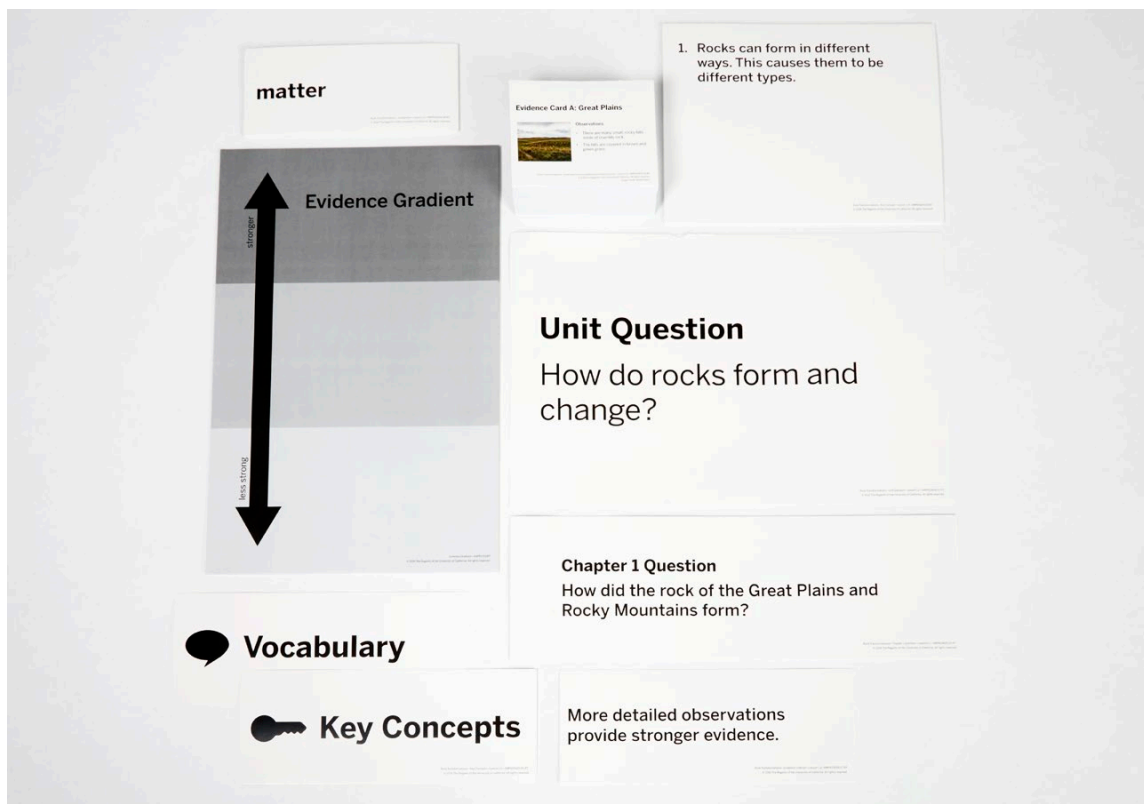 matter
Evidence Card A: Great Plains
Observations
1. Rocks can form in different
ways. This causes them to be
different types.
Evidence Gradient
stronger
less strong
Unit Question
How do rocks form and
change?
Chapter 1 Question
How did the rock of the Great Plains and
Rocky Mountains form?
Vocabulary
Key Concepts
More detailed observations
provide stronger evidence.